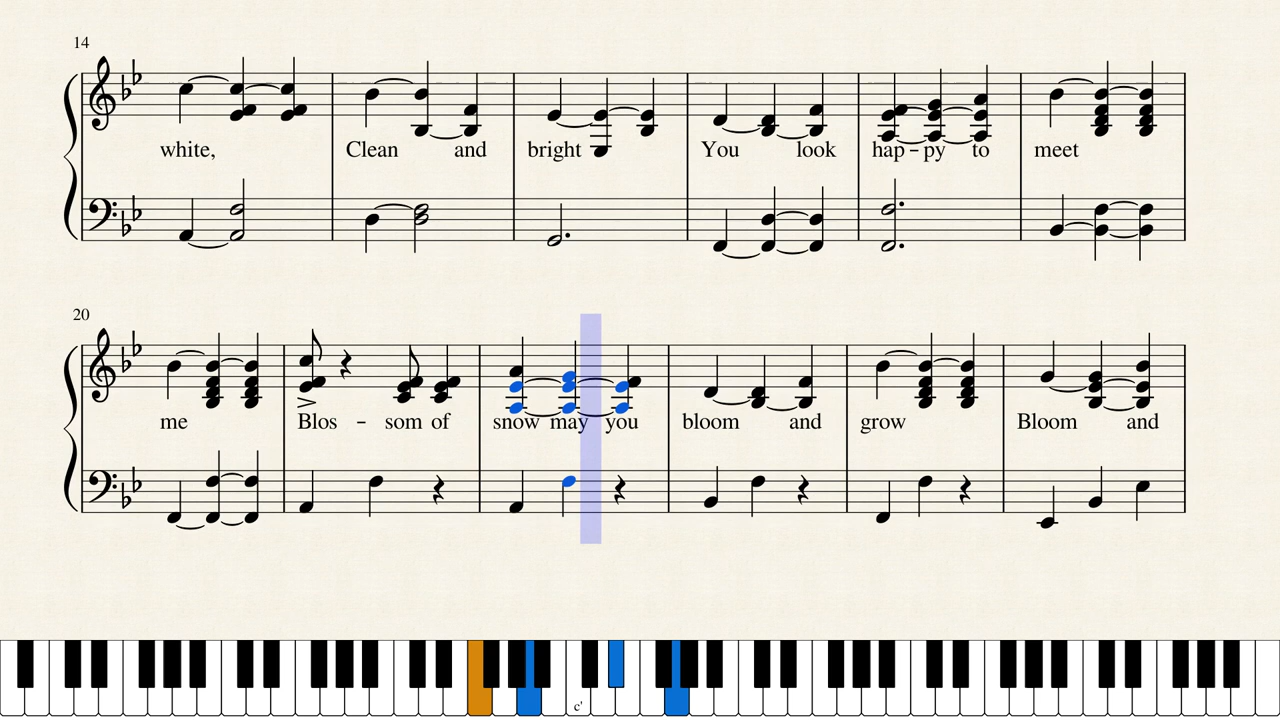 14
white, Clean and bright You look hap - py to meet
20
me Blos - som of snow may you bloom and grow Bloom and
c'